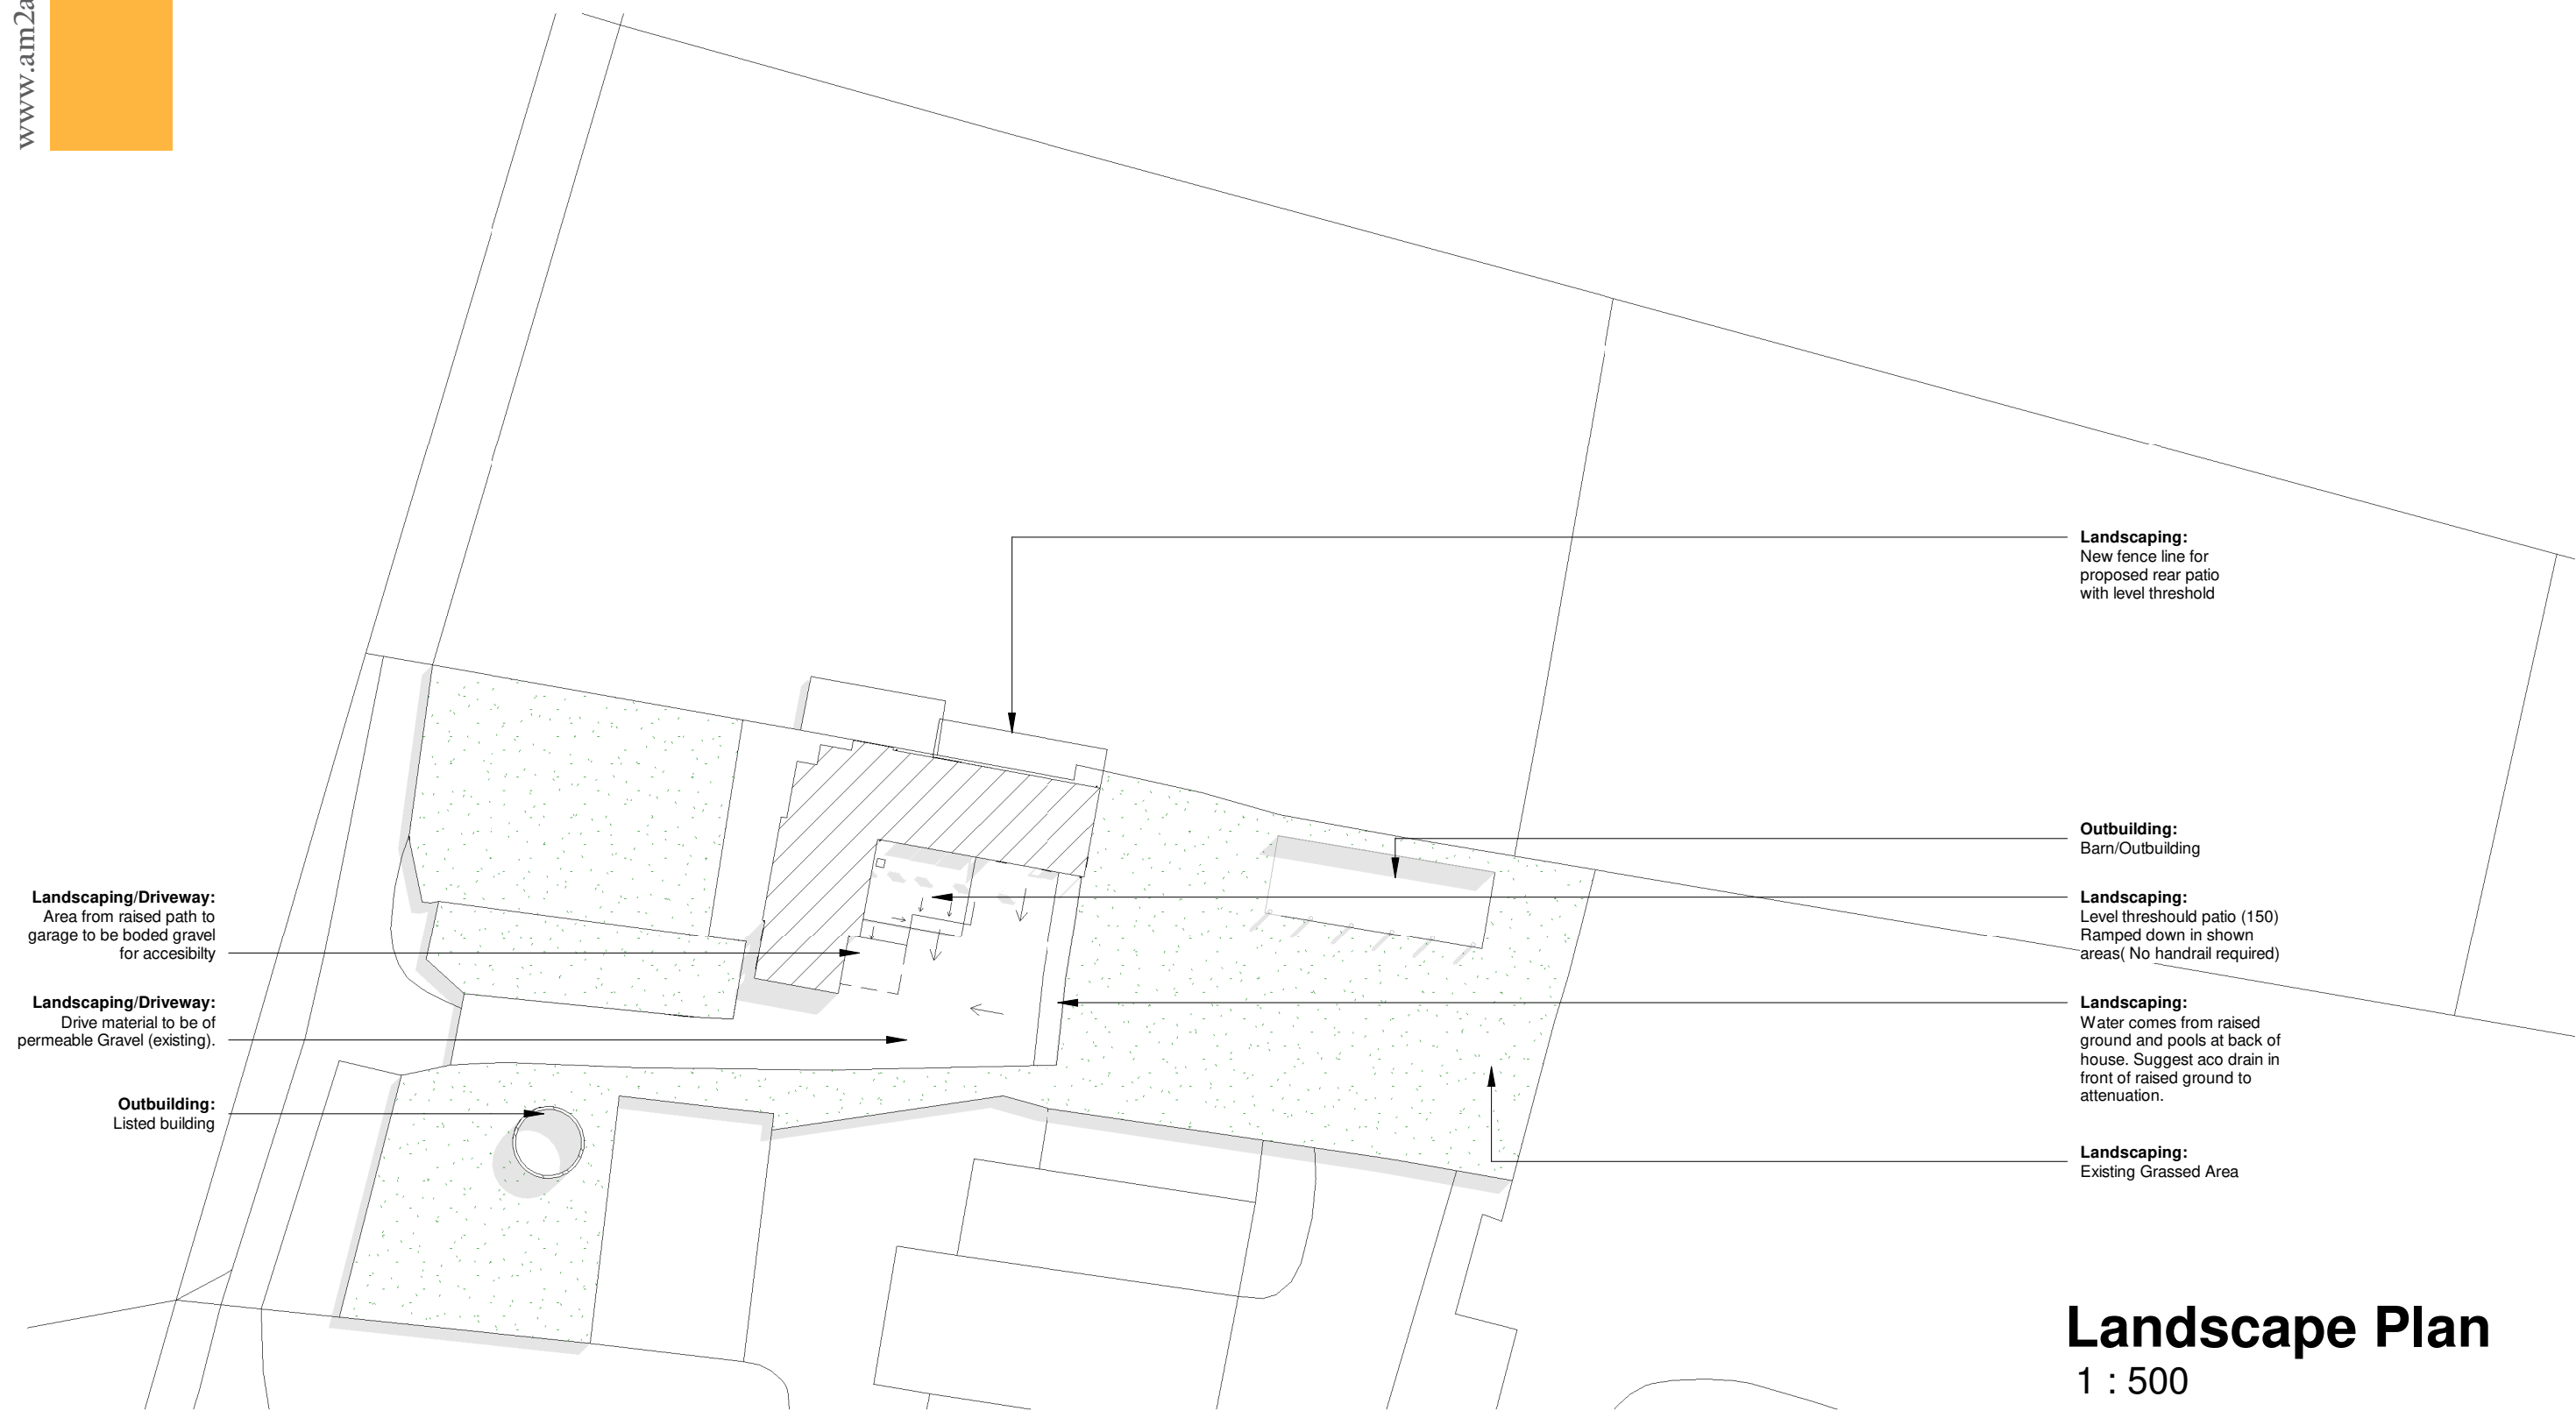 www.am2a
Landscaping:
New fence line for
proposed rear patio
with level threshold
Outbuilding:
Barn/Outbuilding
Landscaping:
Level threshould patio (150)
Ramped down in shown
areas( No handrail required)
Landscaping:
Water comes from raised
ground and pools at back of
house. Suggest aco drain in
front of raised ground to
attenuation.
Landscaping:
Existing Grassed Area
Landscaping/Driveway:
Area from raised path to
garage to be boded gravel
for accesibilty
Landscaping/Driveway:
Drive material to be of
permeable Gravel (existing).
Outbuilding:
Listed building
Landscape Plan
1 : 500